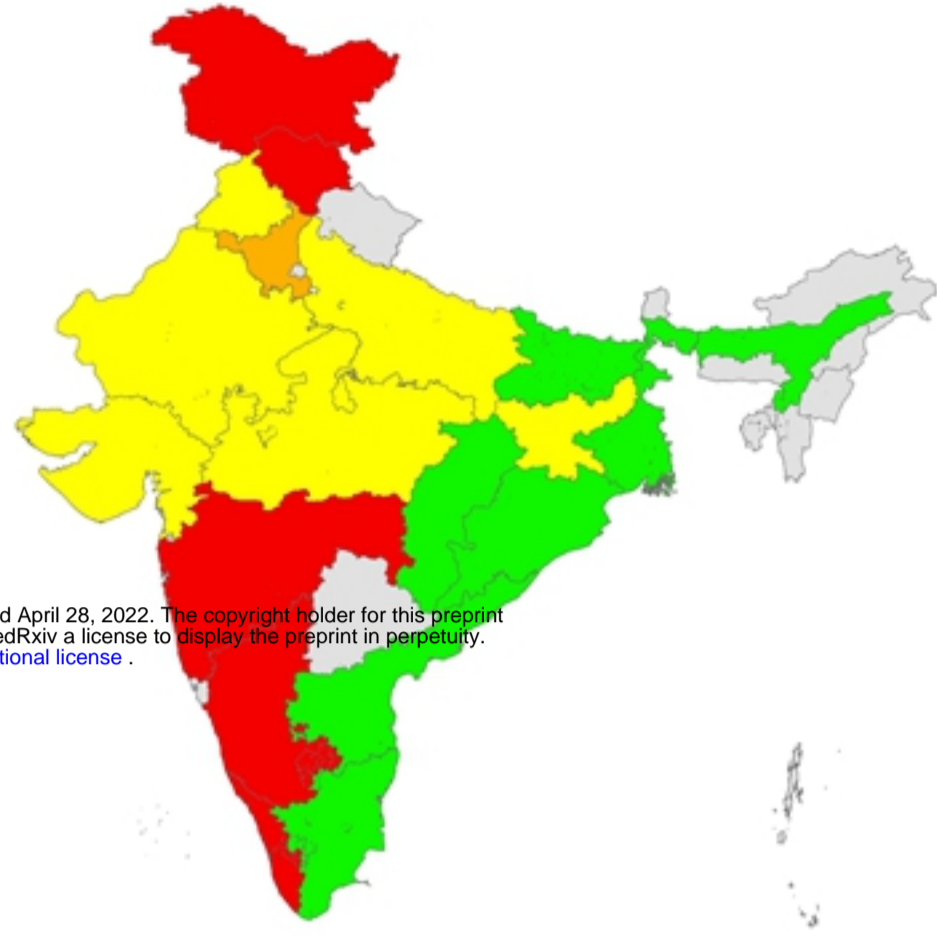 d April 28, 2022. The copyright holder for this preprint
edRxiv a license to display the preprint in perpetuity.
tional license .